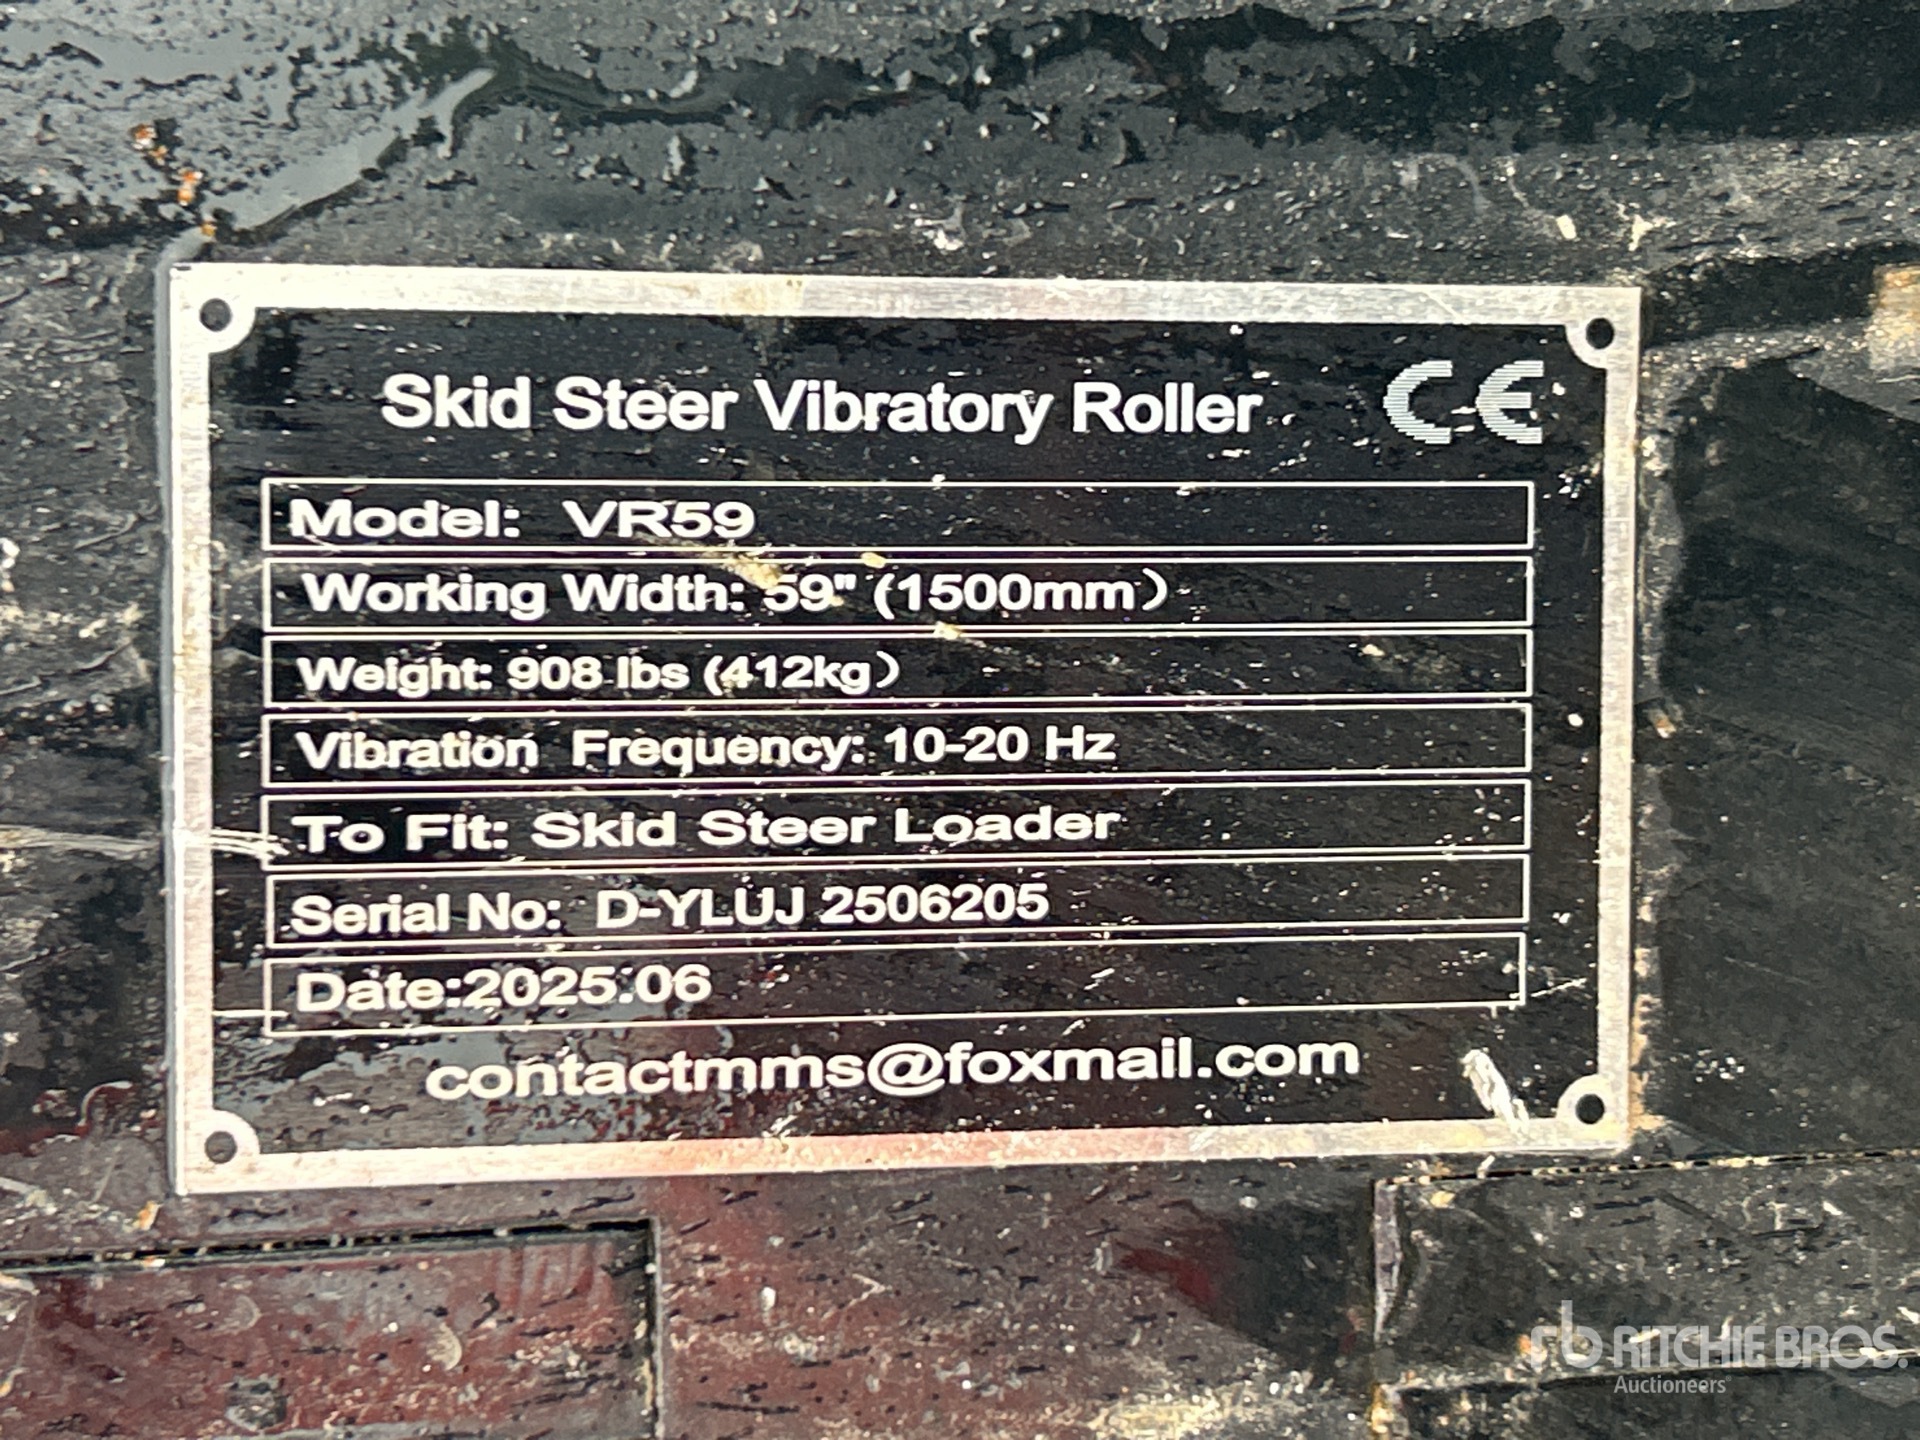 Skid Steer Vibratory Roller CE
Model: VR59
Working Width: 59" (1500mm)
Weight: 908 lbs (412kg)
Vibration Frequency: 10-20 Hz
To Fit: Skid Steer Loader
Serial No: D-YLUJ 2506205
Date:2025.06
contactmms@foxmail.com
rb RITCHIE BROS.
Auctioneers